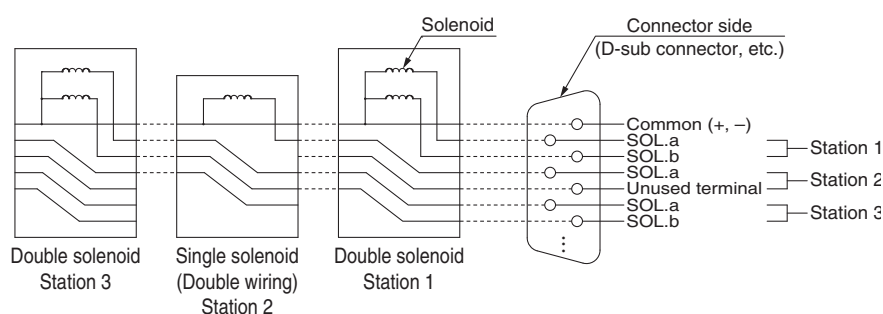 Solenoid
Connector side
(D-sub connector, etc.)
Common (+, –)
SOL.a
SOL.b
Station 1
SOL.a
Unused terminal
Station 2
SOL.a
SOL.b
Station 3
Double solenoid
Station 3
Single solenoid
(Double wiring)
Station 2
Double solenoid
Station 1